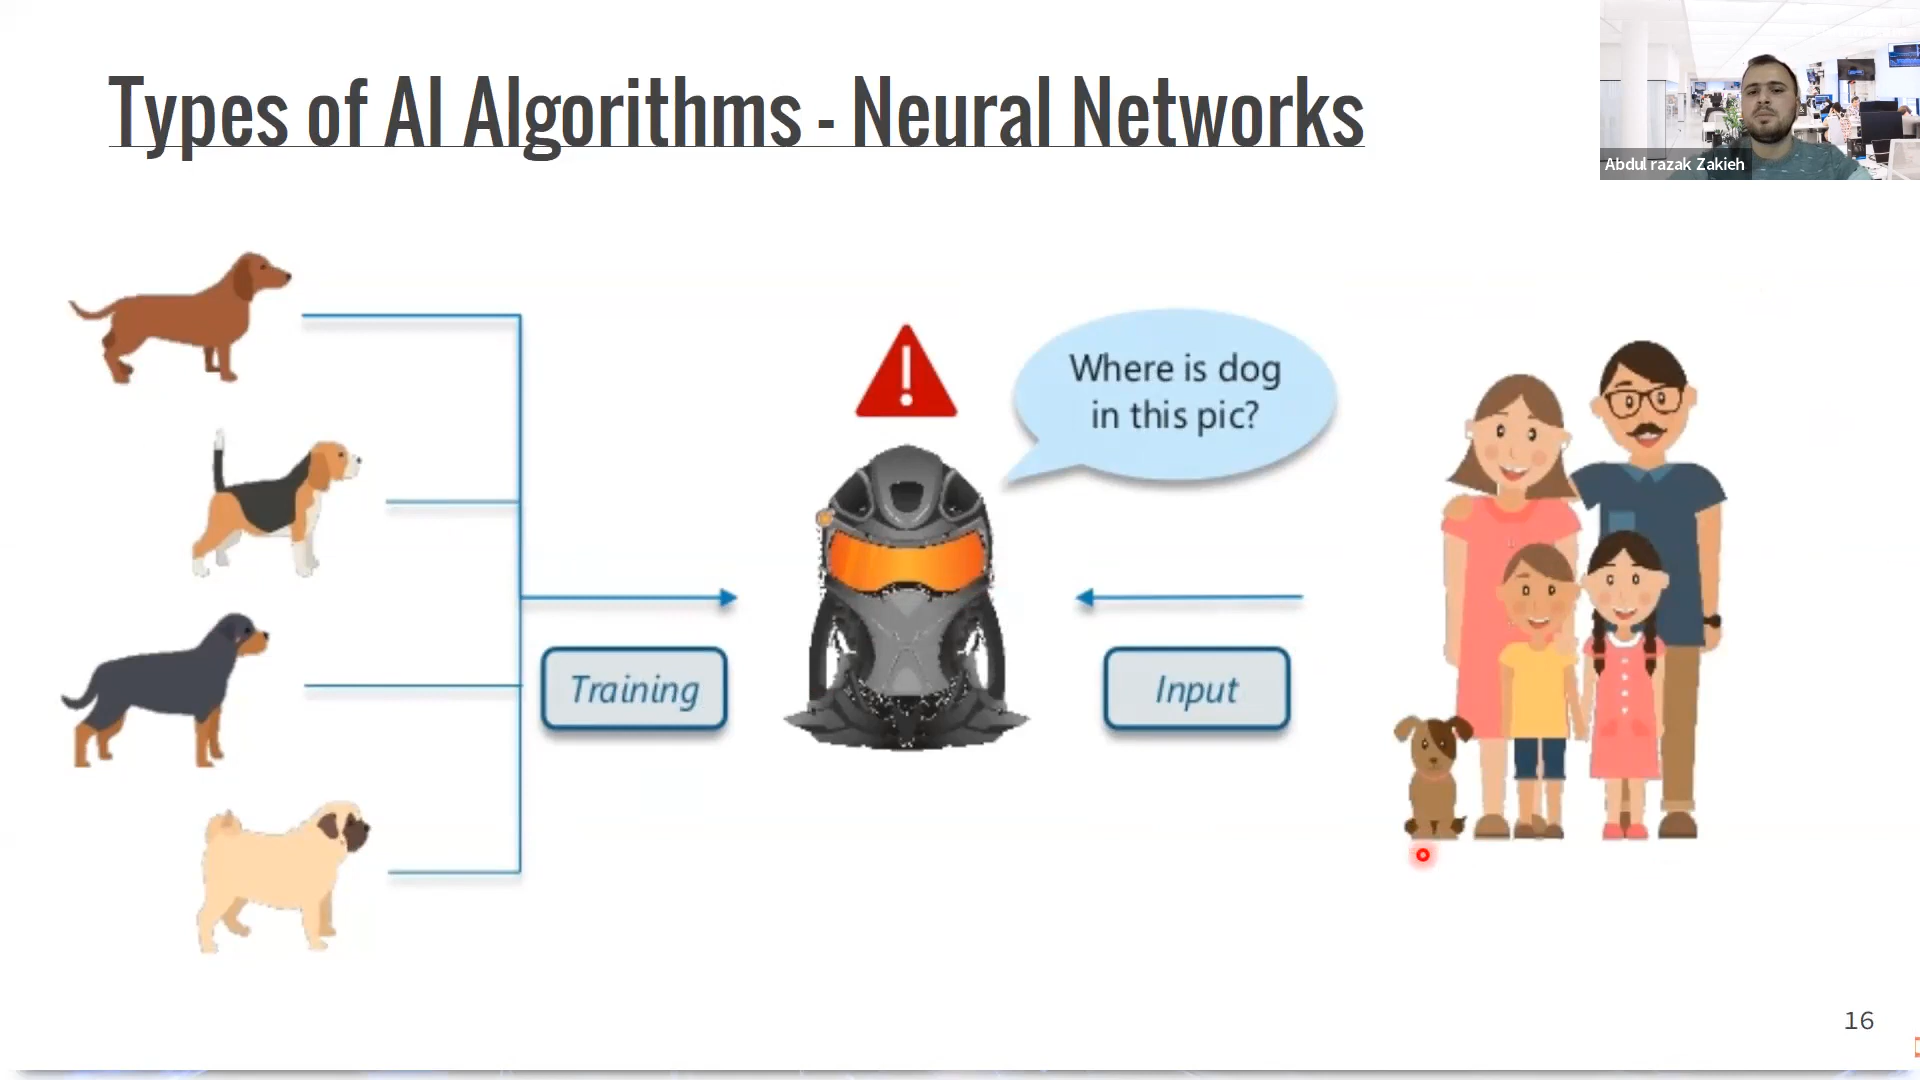 Types of AI Algorithms - Neural Networks
Abdul razak Zakieh
Where is dog
in this pic?
Training
Input
16